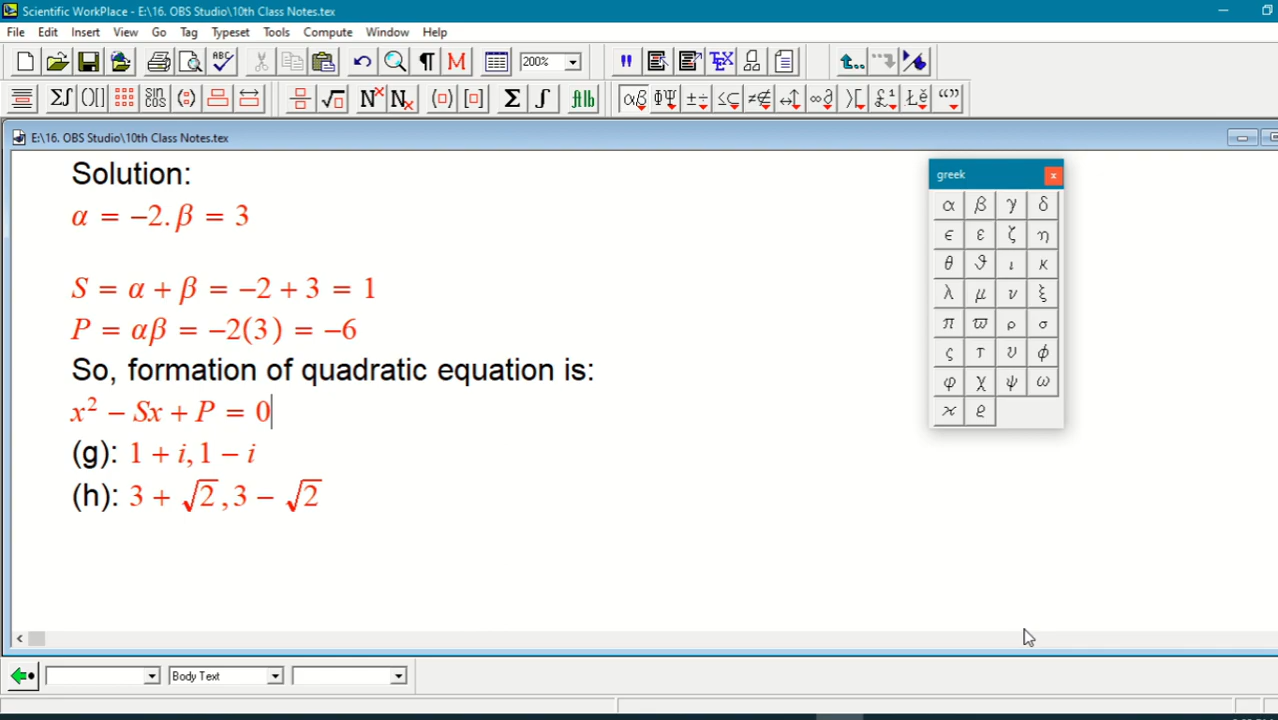 Scientific WorkPlace - E:\16. OBS Studio\10th Class Notes.tex
File Edit Insert View Go Tag Typeset Tools Compute Window Help
200%
E:\16. OBS Studio\10th Class Notes.tex
Solution:
α = −2.β = 3
S = α + β = −2 + 3 = 1
P = αβ = −2(3) = −6
So, formation of quadratic equation is:
x² − Sx + P = 0
(g): 1 + i, 1 − i
(h): 3 + √2, 3 − √2
greek
α β γ δ
ϵ ε ζ η
θ ϑ ι κ
λ μ ν ξ
π ϖ ρ σ
ς τ υ ϕ
φ χ ψ ω
ϰ ϱ
Body Text